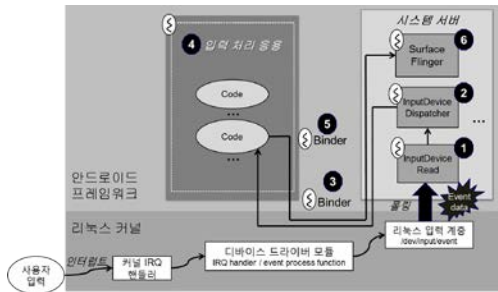 시스템 서버
4 입력 처리 응용
6
Surface
Flinger
Code
...
2
InputDevice
Dispatcher
...
Code
...
5
Binder
1
InputDevice
Read
3
Binder
안드로이드
프레임워크
폴링
Event
data
리눅스 커널
리눅스 입력 계층
/dev/input/event
디바이스 드라이버 모듈
IRQ handler / event process function
사용자
입력
인터럽트
커널 IRQ
핸들러